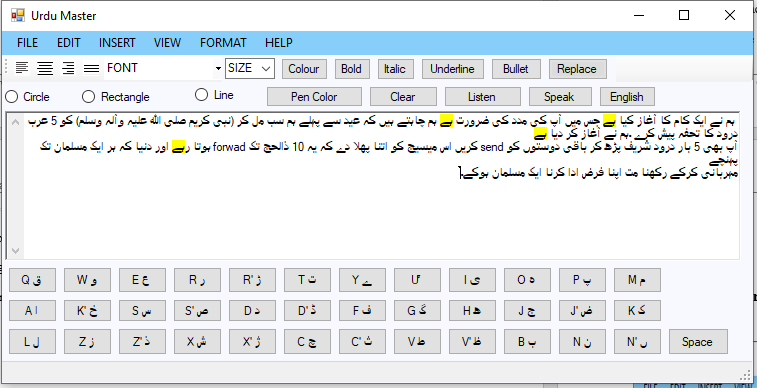 Urdu Master
FILE EDIT INSERT VIEW FORMAT HELP
FONT SIZE Colour Bold Italic Underline Bullet Replace
Circle Rectangle Line Pen Color Clear Listen Speak English
ہم نے ایک کام کا آغاز کیا ہے جس میں آپ کی مدد کی ضرورت ہے ہم چاہتے ہیں کہ عید سے پہلے ہم سب مل کر (نبی کریم صلی اللہ علیہ وآلہ وسلم) کو 5 عرب
درود کا تحفہ پیش کرے .ہم نے آغاز کر دیا ہے
آپ بھی 5 بار درود شریف پڑھ کر باقی دوستوں کو send کریں اس میسیج کو اتنا پھلا دے کہ یہ 10 ذالحج تک forwad ہوتا رہے اور دنیا کہ ہر ایک مسلمان تک
پہنچے
مہربانی کرکے رکھنا مت اپنا فرض ادا کرنا ایک مسلمان ہوکے.
Q ق W و E ع R ر R' ڑ T ت Y ے U ئ I ی O ہ P پ M م
A ا K' خ S س S' ص D د D' ڈ F ف G گ H ھ J ج J' ض K ک
L ل Z ز Z' ذ X ش X' ژ C چ C' ث V ط V' ظ B ب N ن N' ں Space
FILE EDIT INSERT VIEW